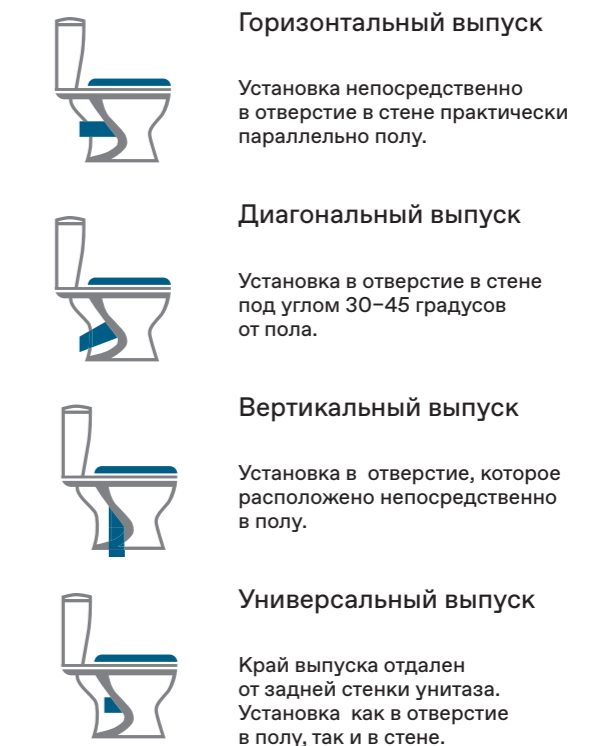 Горизонтальный выпуск
Установка непосредственно
в отверстие в стене практически
параллельно полу.
Диагональный выпуск
Установка в отверстие в стене
под углом 30–45 градусов
от пола.
Вертикальный выпуск
Установка в отверстие, которое
расположено непосредственно
в полу.
Универсальный выпуск
Край выпуска отдален
от задней стенки унитаза.
Установка как в отверстие
в полу, так и в стене.